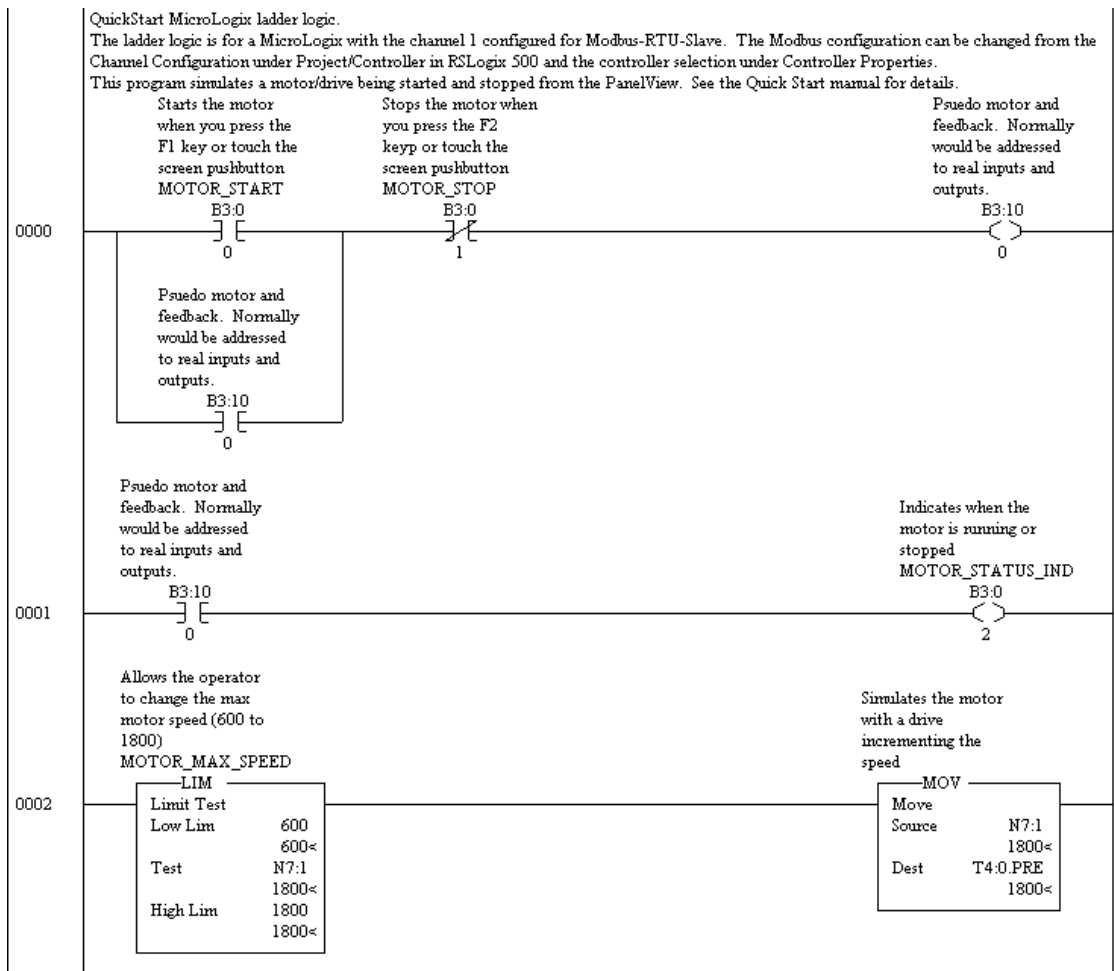 QuickStart MicroLogix ladder logic.
The ladder logic is for a MicroLogix with the channel 1 configured for Modbus-RTU-Slave. The Modbus configuration can be changed from the
Channel Configuration under Project/Controller in RSLogix 500 and the controller selection under Controller Properties.
This program simulates a motor/drive being started and stopped from the PanelView. See the Quick Start manual for details.
Starts the motor
when you press the
F1 key or touch the
screen pushbutton
MOTOR_START
B3:0
0
Stops the motor when
you press the F2
keyp or touch the
screen pushbutton
MOTOR_STOP
B3:0
1
Psuedo motor and
feedback. Normally
would be addressed
to real inputs and
outputs.
B3:10
0
0000
Psuedo motor and
feedback. Normally
would be addressed
to real inputs and
outputs.
B3:10
0
Psuedo motor and
feedback. Normally
would be addressed
to real inputs and
outputs.
B3:10
0
Indicates when the
motor is running or
stopped
MOTOR_STATUS_IND
B3:0
2
0001
Allows the operator
to change the max
motor speed (600 to
1800)
MOTOR_MAX_SPEED
LIM
Limit Test
Low Lim 600
600<
Test N7:1
1800<
High Lim 1800
1800<
Simulates the motor
with a drive
incrementing the
speed
MOV
Move
Source N7:1
1800<
Dest T4:0.PRE
1800<
0002